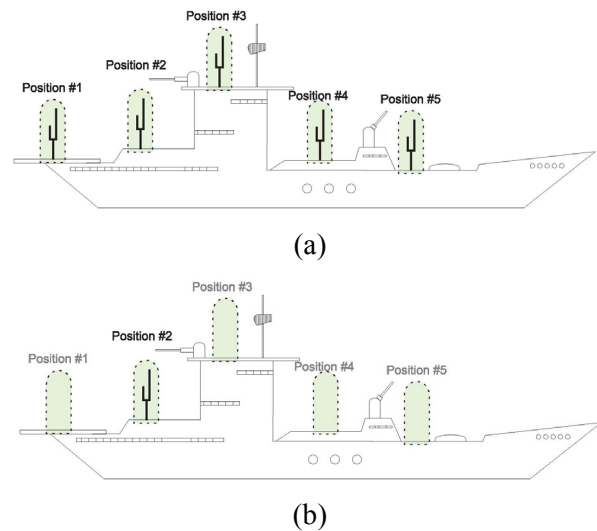 Position #3
Position #2
Position #1
Position #4
Position #5
(a)
Position #3
Position #1
Position #2
Position #4
Position #5
(b)